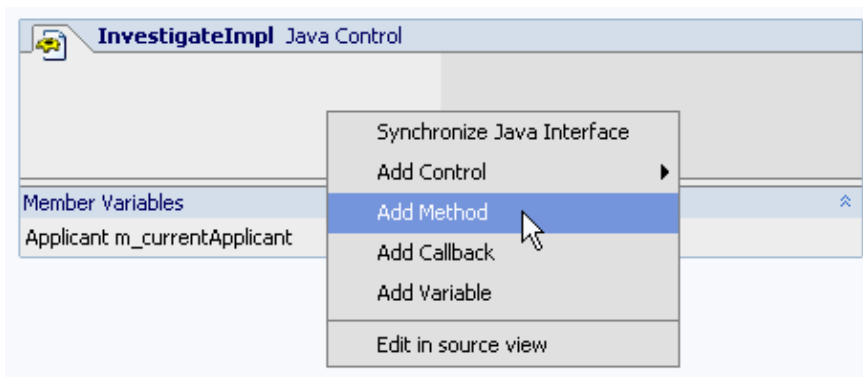 InvestigateImpl Java Control
Synchronize Java Interface
Add Control
Member Variables
Add Method
Applicant m_currentApplicant
Add Callback
Add Variable
Edit in source view